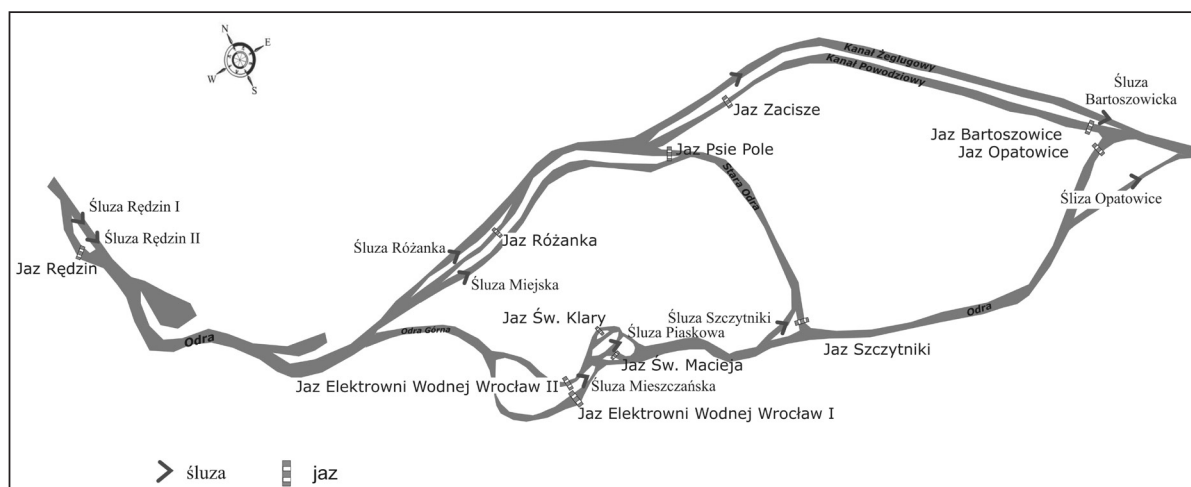 N
E
W
S
Kanał Żeglugowy
Kanał Powodziowy
Śluza
Bartoszowicka
Jaz Zacisze
Jaz Bartoszowice
Jaz Opatowice
Jaz Psie Pole
Stara Odra
Śluza Rędzin I
Śliza Opatowice
Śluza Rędzin II
Śluza Różanka
Jaz Różanka
Jaz Rędzin
Śluza Miejska
Odra
Śluza Szczytniki
Jaz Św. Klary
Odra Górna
Śluza Piaskowa
Odra
Jaz Szczytniki
Jaz Św. Macieja
Jaz Elektrowni Wodnej Wrocław II
Śluza Mieszczańska
Jaz Elektrowni Wodnej Wrocław I
śluza
jaz